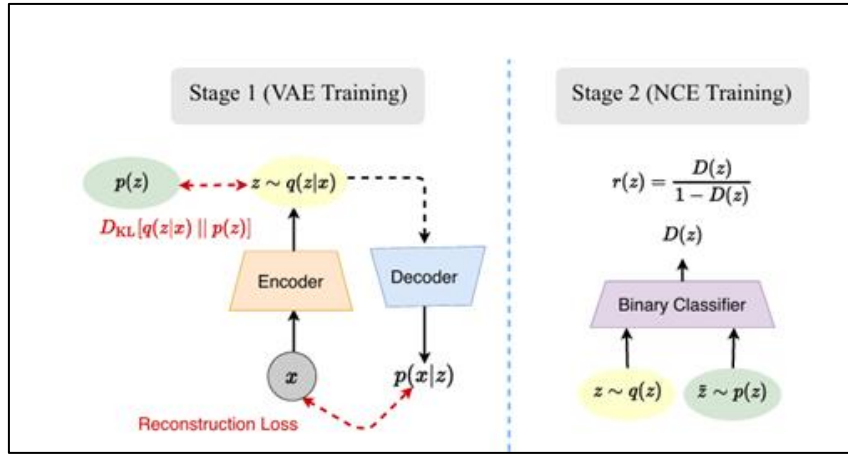 Stage 1 (VAE Training)
p(z)
z ∼ q(z|x)
D_KL[q(z|x) || p(z)]
Encoder
Decoder
x
p(x|z)
Reconstruction Loss
Stage 2 (NCE Training)
r(z) = D(z) / 1 − D(z)
D(z)
Binary Classifier
z ∼ q(z)
z̄ ∼ p(z)